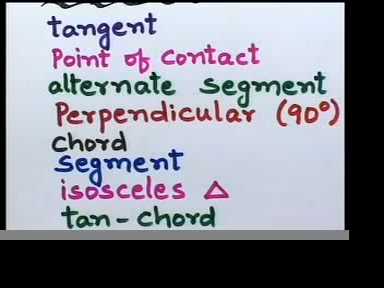 tangent
Point of Contact
alternate segment
Perpendicular (90°)
chord
segment
isosceles △
tan - chord